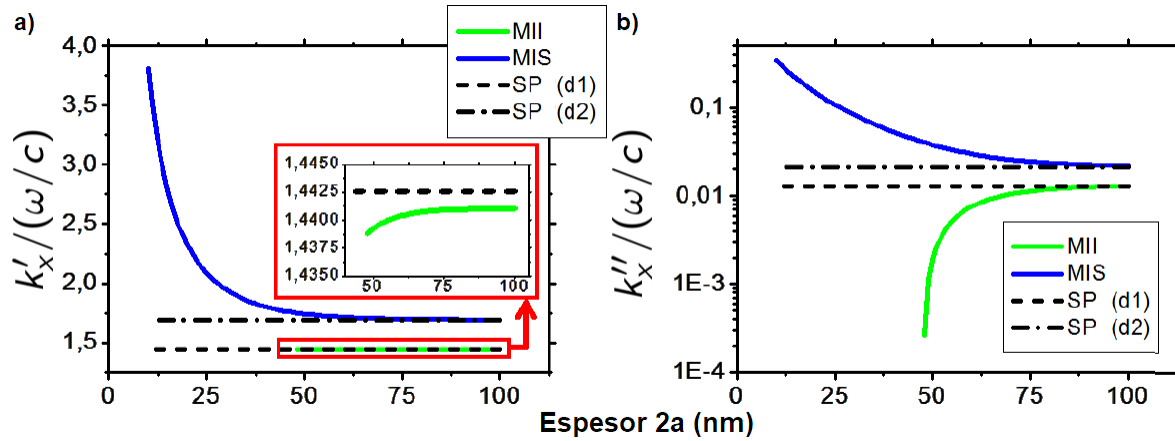 a)
MII
MIS
SP (d1)
SP (d2)
4,0
3,5
3,0
2,5
2,0
1,5
k'x/(ω/c)
1,4450
1,4425
1,4400
1,4375
1,4350
50
75
100
0
25
50
75
100
b)
0,1
0,01
1E-3
1E-4
k''x/(ω/c)
MII
MIS
SP (d1)
SP (d2)
0
25
50
75
100
Espesor 2a (nm)